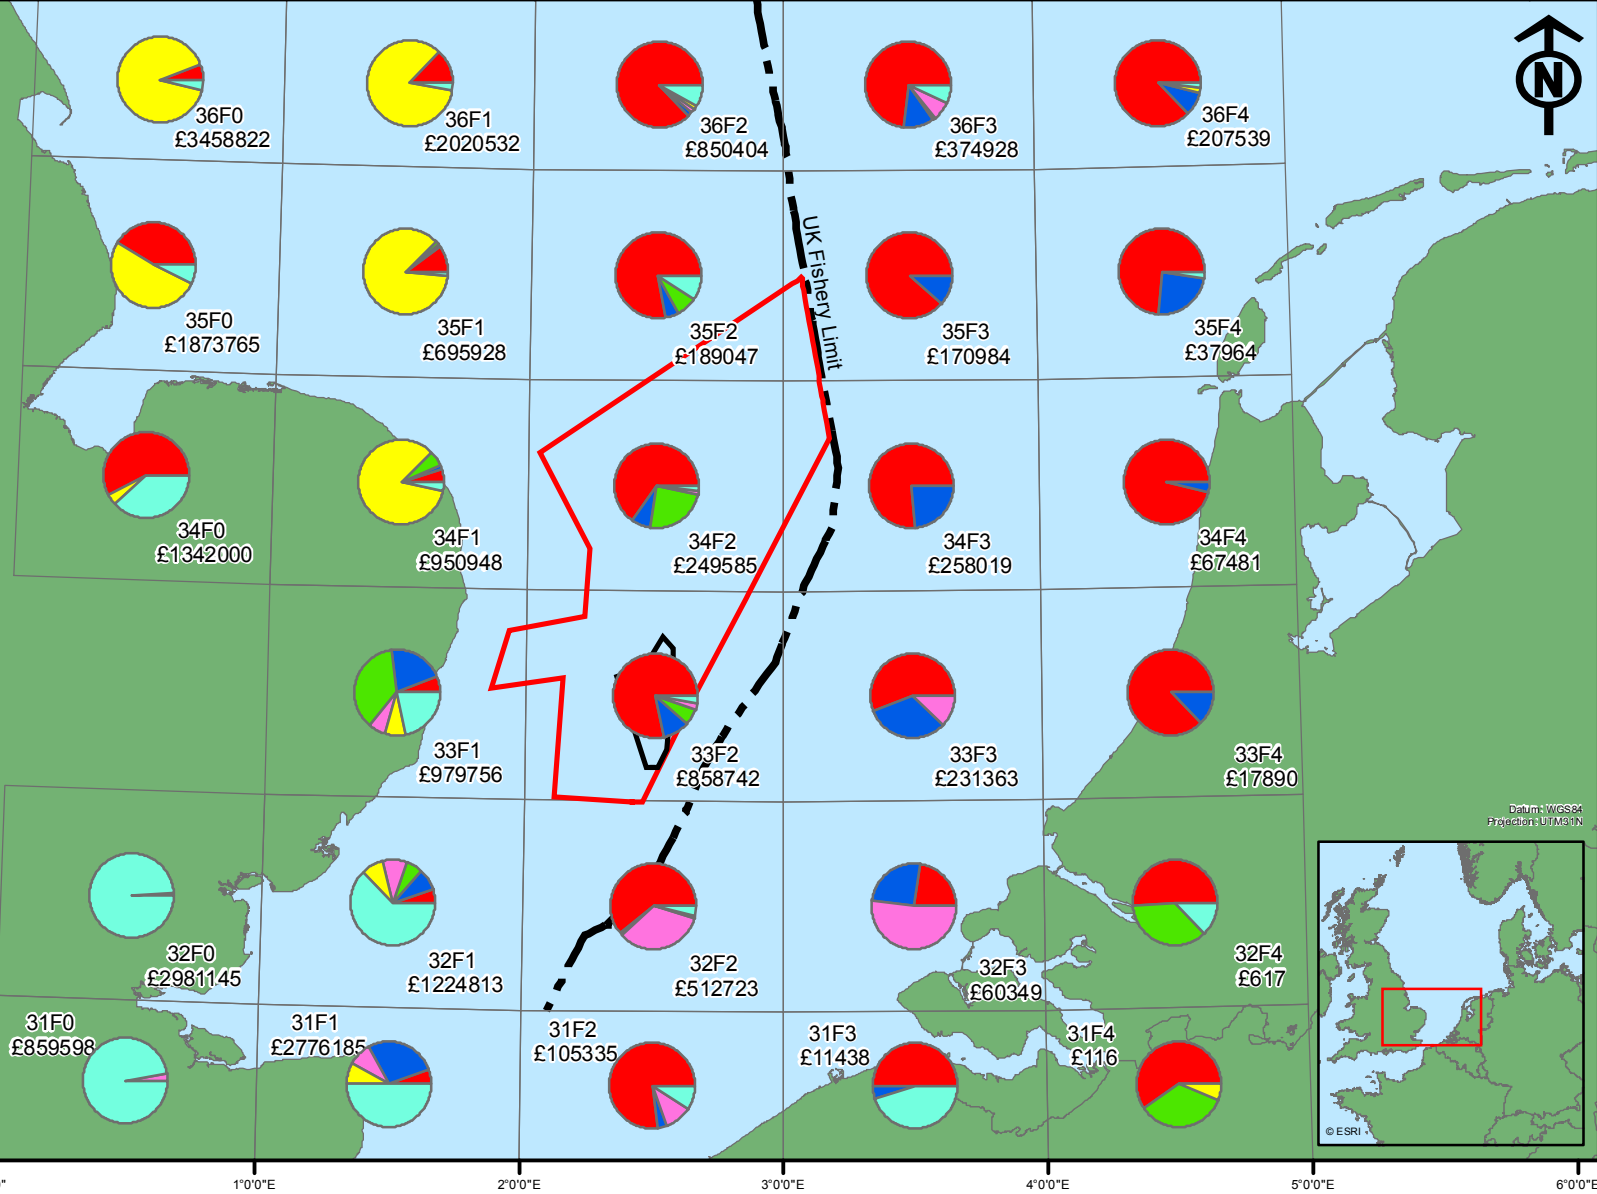 N
36F0
£3458822
36F1
£2020532
36F2
£850404
36F3
£374928
36F4
£207539
UK Fishery Limit
35F0
£1873765
35F1
£695928
35F2
£189047
35F3
£170984
35F4
£37964
34F0
£1342000
34F1
£950948
34F2
£249585
34F3
£258019
34F4
£67481
33F1
£979756
33F2
£858742
33F3
£231363
33F4
£17890
Datum: WGS84
Projection: UTM31N
32F0
£2981145
32F1
£1224813
32F2
£512723
32F3
£60349
32F4
£617
31F0
£859598
31F1
£2776185
31F2
£105335
31F3
£11438
31F4
£116
© ESRI
1°0'0"E
2°0'0"E
3°0'0"E
4°0'0"E
5°0'0"E
6°0'0"E